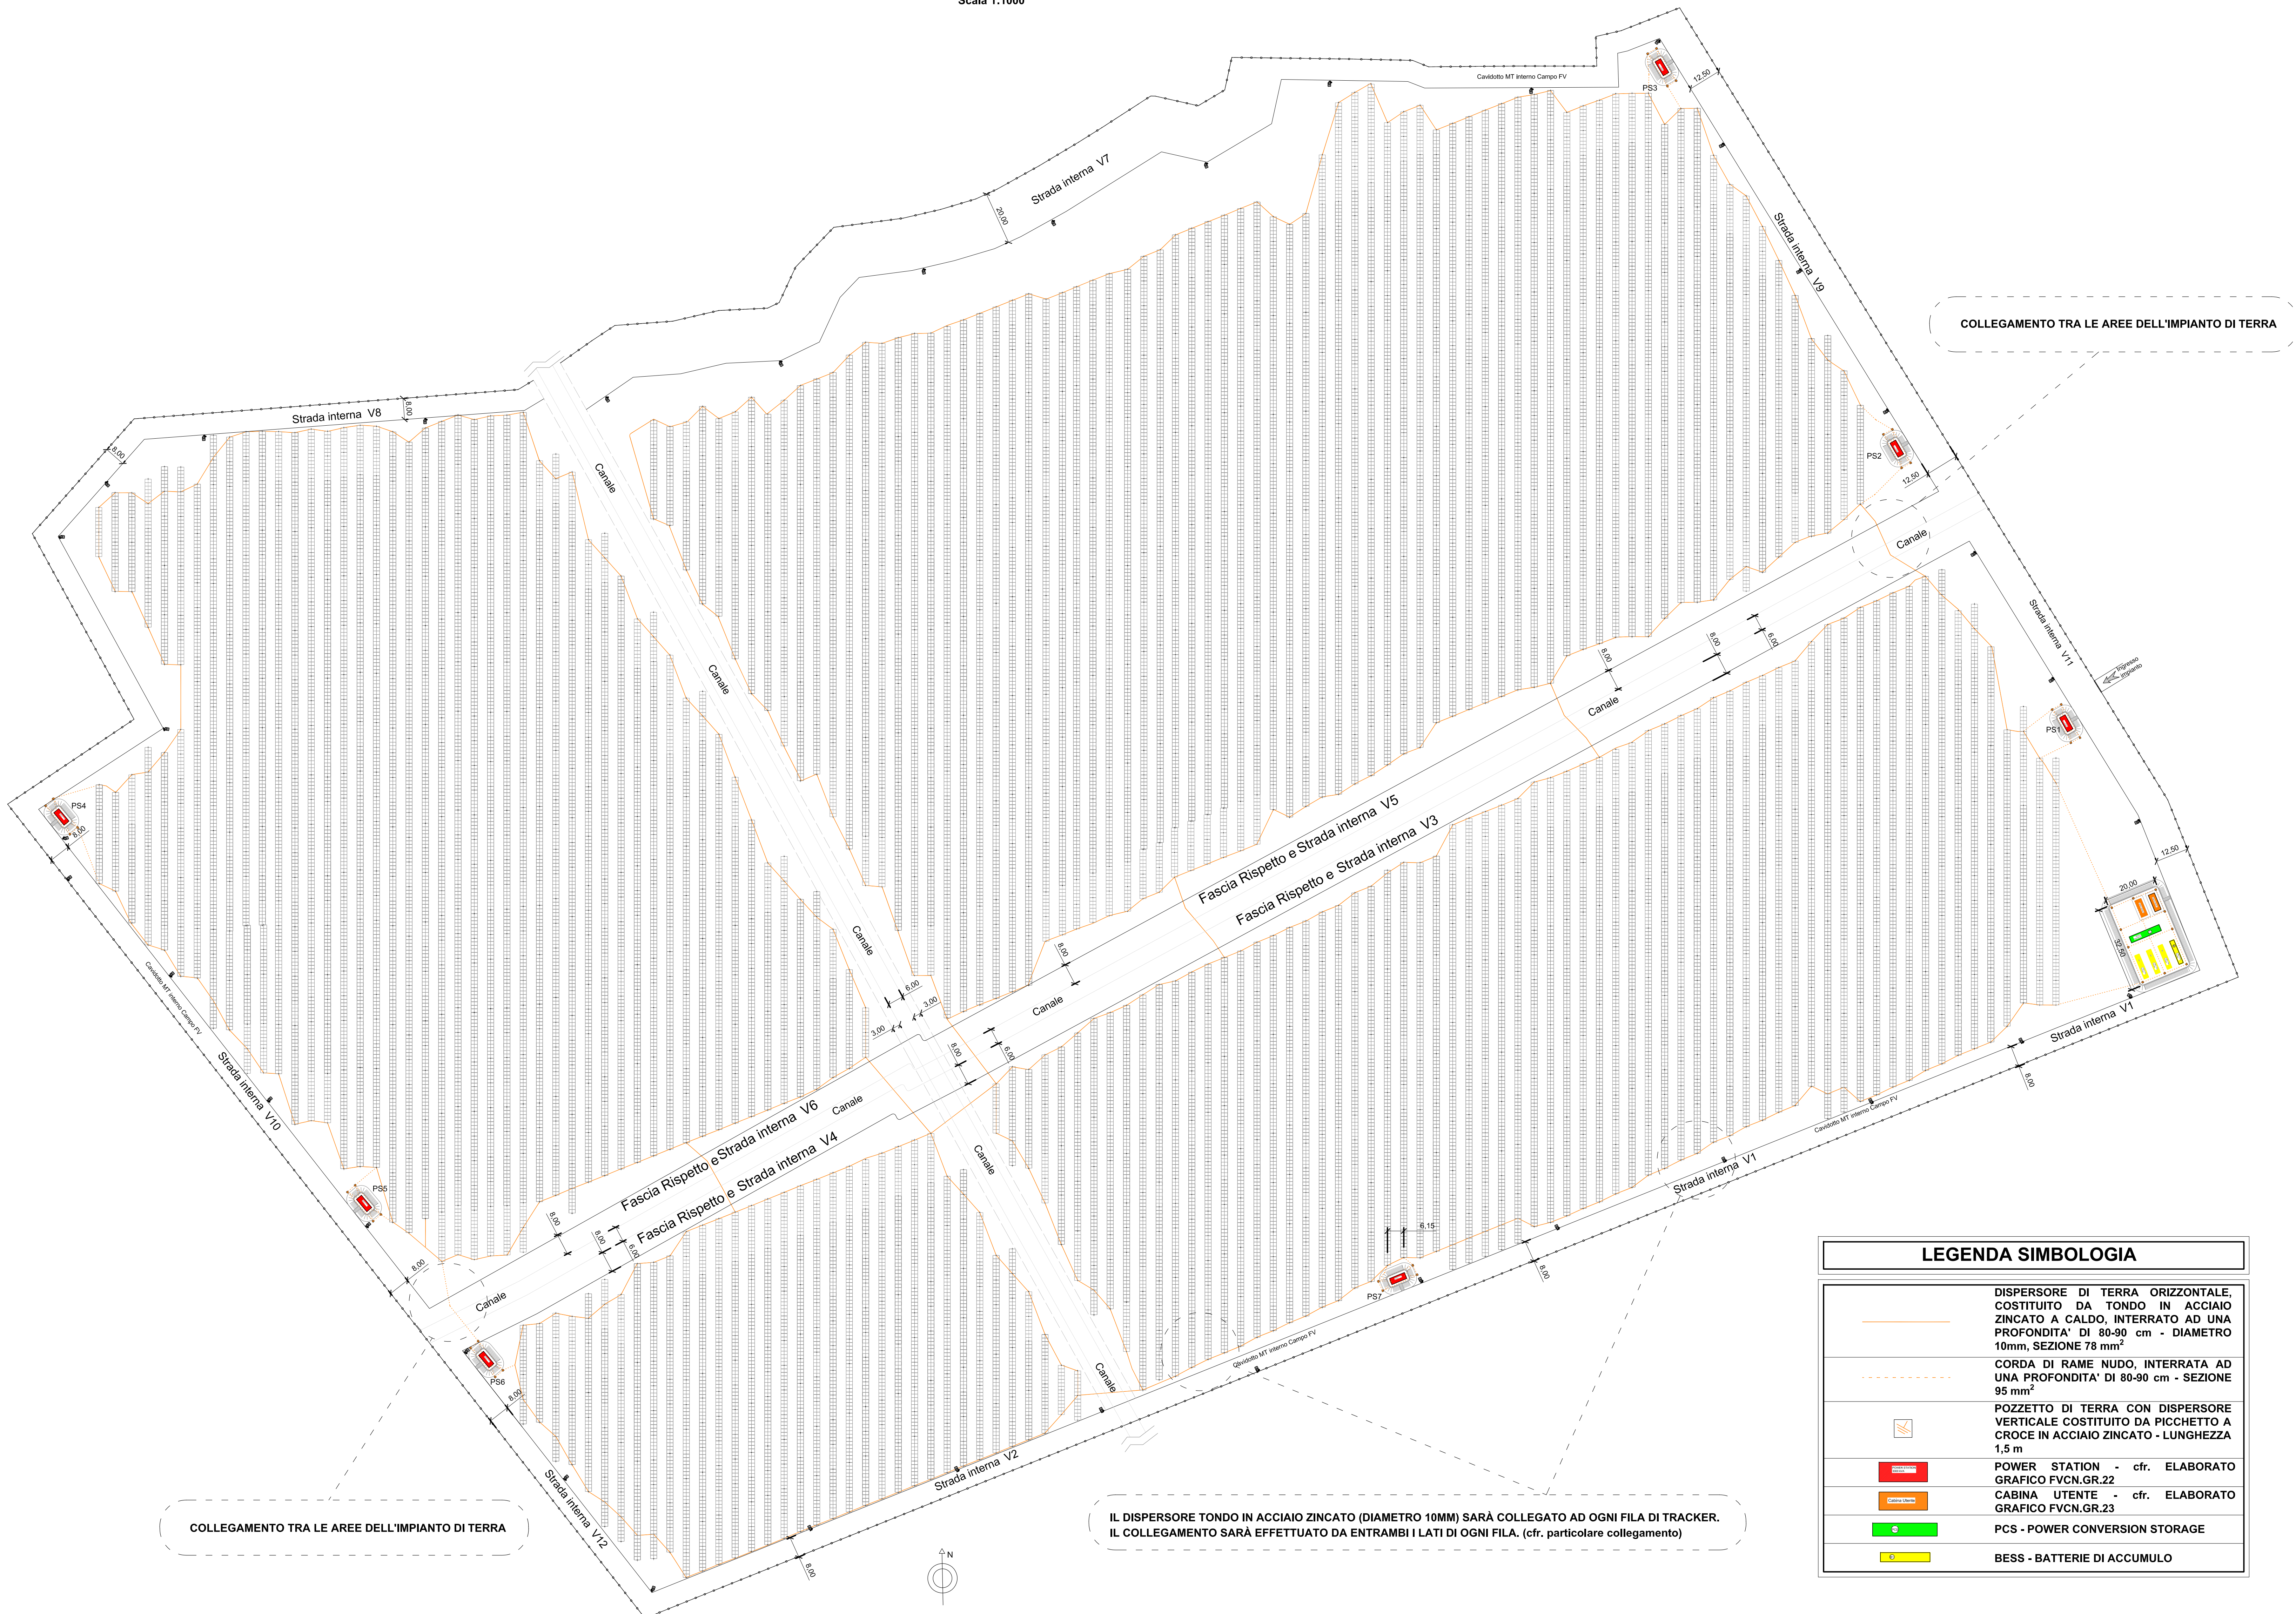 Scala 1:1000
Cavidotto MT interno Campo FV
PS3
12.50
Strada interna V7
20.00
Strada interna V9
COLLEGAMENTO TRA LE AREE DELL'IMPIANTO DI TERRA
Strada interna V8
8.00
8.00
Canale
PS2
12.50
Canale
Strada interna V11
Ingresso
impianto
8.00
8.00
6.00
Canale
Canale
PS1
PS4
8.00
Fascia Rispetto e Strada interna V5
Fascia Rispetto e Strada interna V3
12.50
20.00
32.50
Canale
8.00
Cavidotto MT interno Campo FV
6.00
3.00
3.00
Canale
8.00
6.00
Strada interna V1
8.00
Strada interna V10
Fascia Rispetto e Strada interna V6
Canale
Fascia Rispetto e Strada interna V4
Canale
Cavidotto MT interno Campo FV
Strada interna V1
PS5
8.00
8.00
6.00
8.00
Canale
6,15
8.00
PS7
Cavidotto MT interno Campo FV
PS6
8.00
Canale
Strada interna V2
Strada interna V12
8.00
N
COLLEGAMENTO TRA LE AREE DELL'IMPIANTO DI TERRA
IL DISPERSORE TONDO IN ACCIAIO ZINCATO (DIAMETRO 10MM) SARÀ COLLEGATO AD OGNI FILA DI TRACKER.
IL COLLEGAMENTO SARÀ EFFETTUATO DA ENTRAMBI I LATI DI OGNI FILA. (cfr. particolare collegamento)
LEGENDA SIMBOLOGIA
DISPERSORE DI TERRA ORIZZONTALE,
COSTITUITO DA TONDO IN ACCIAIO
ZINCATO A CALDO, INTERRATO AD UNA
PROFONDITA' DI 80-90 cm - DIAMETRO
10mm, SEZIONE 78 mm²
CORDA DI RAME NUDO, INTERRATA AD
UNA PROFONDITA' DI 80-90 cm - SEZIONE
95 mm²
POZZETTO DI TERRA CON DISPERSORE
VERTICALE COSTITUITO DA PICCHETTO A
CROCE IN ACCIAIO ZINCATO - LUNGHEZZA
1,5 m
POWER STATION - cfr. ELABORATO
GRAFICO FVCN.GR.22
Cabina Utente
CABINA UTENTE - cfr. ELABORATO
GRAFICO FVCN.GR.23
PCS - POWER CONVERSION STORAGE
BESS - BATTERIE DI ACCUMULO